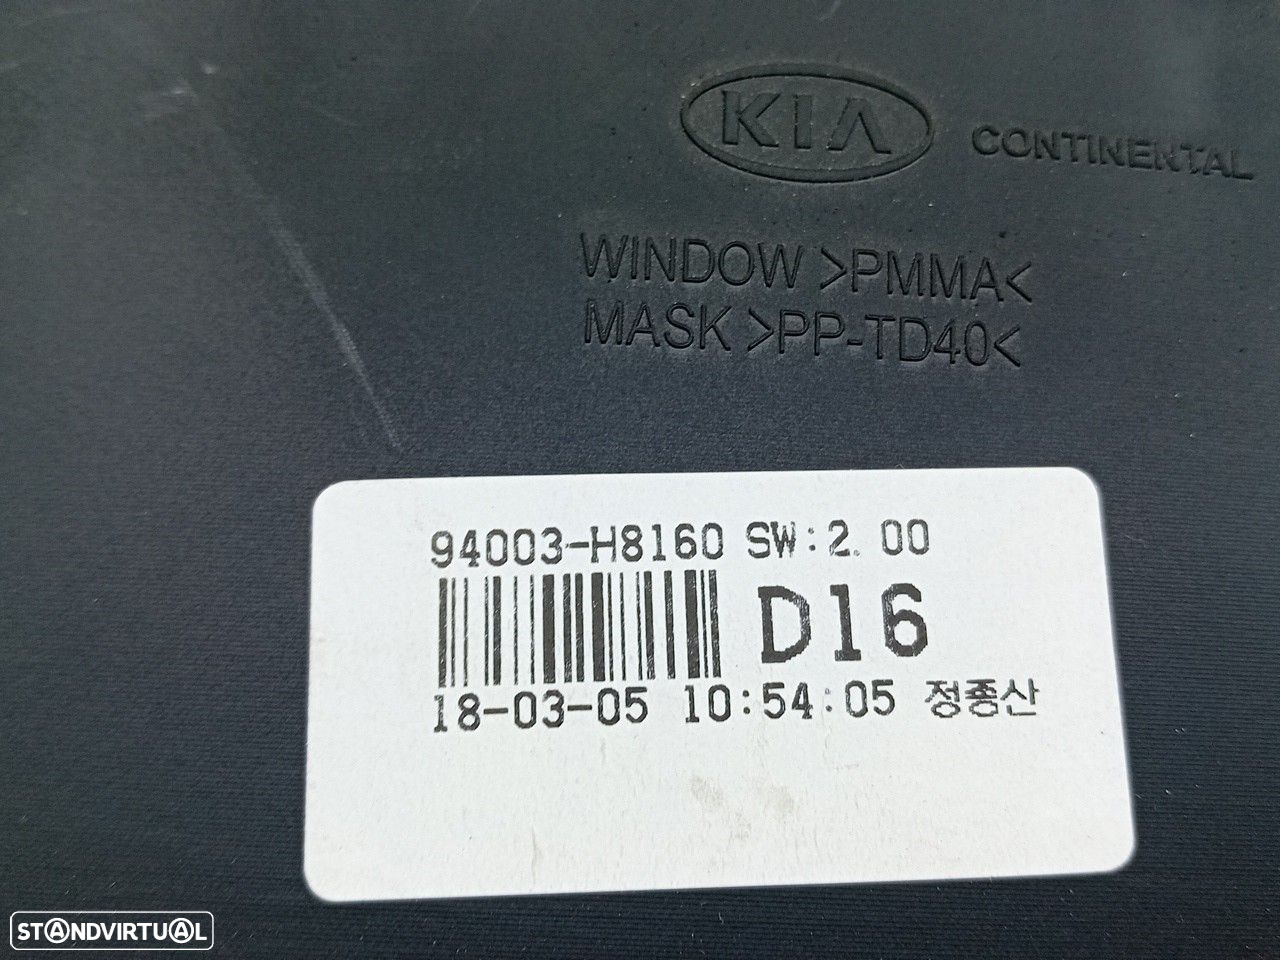 KIA CONTINENTAL
WINDOW >PMMA<
MASK >PP-TD40<
94003-H8160 SW:2.00
D16
18-03-05 10:54:05 정종산
STANDVIRTUAL